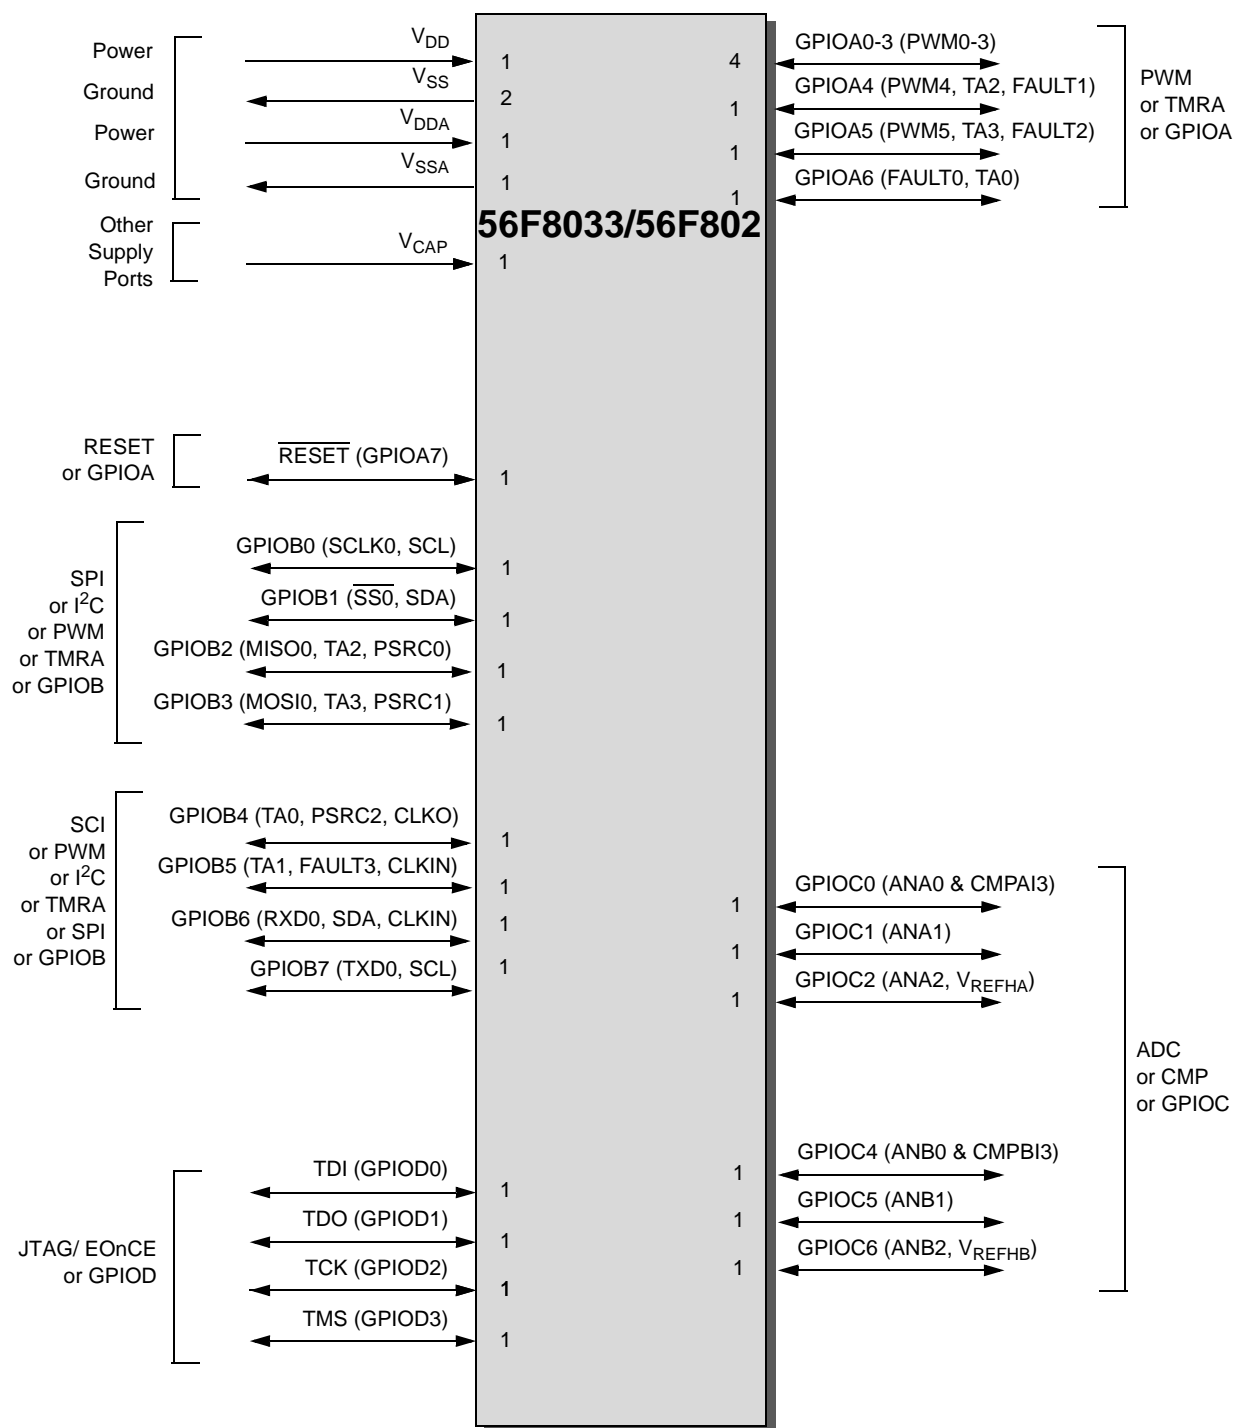 Power
Ground
Power
Ground
Other
Supply
Ports
V_DD
1
V_SS
2
V_DDA
1
V_SSA
1
V_CAP
1
56F8033/56F802
4
GPIOA0-3 (PWM0-3)
1
GPIOA4 (PWM4, TA2, FAULT1)
1
GPIOA5 (PWM5, TA3, FAULT2)
1
GPIOA6 (FAULT0, TA0)
PWM
or TMRA
or GPIOA
RESET
or GPIOA
RESET (GPIOA7)
1
SPI
or I²C
or PWM
or TMRA
or GPIOB
GPIOB0 (SCLK0, SCL)
1
GPIOB1 (SS0, SDA)
1
GPIOB2 (MISO0, TA2, PSRC0)
1
GPIOB3 (MOSI0, TA3, PSRC1)
1
SCI
or PWM
or I²C
or TMRA
or SPI
or GPIOB
GPIOB4 (TA0, PSRC2, CLKO)
1
GPIOB5 (TA1, FAULT3, CLKIN)
1
GPIOB6 (RXD0, SDA, CLKIN)
1
GPIOB7 (TXD0, SCL)
1
1
GPIOC0 (ANA0 & CMPAI3)
1
GPIOC1 (ANA1)
1
GPIOC2 (ANA2, V_REFHA)
ADC
or CMP
or GPIOC
1
GPIOC4 (ANB0 & CMPBI3)
1
GPIOC5 (ANB1)
1
GPIOC6 (ANB2, V_REFHB)
JTAG/ EOnCE
or GPIOD
TDI (GPIOD0)
1
TDO (GPIOD1)
1
TCK (GPIOD2)
1
TMS (GPIOD3)
1